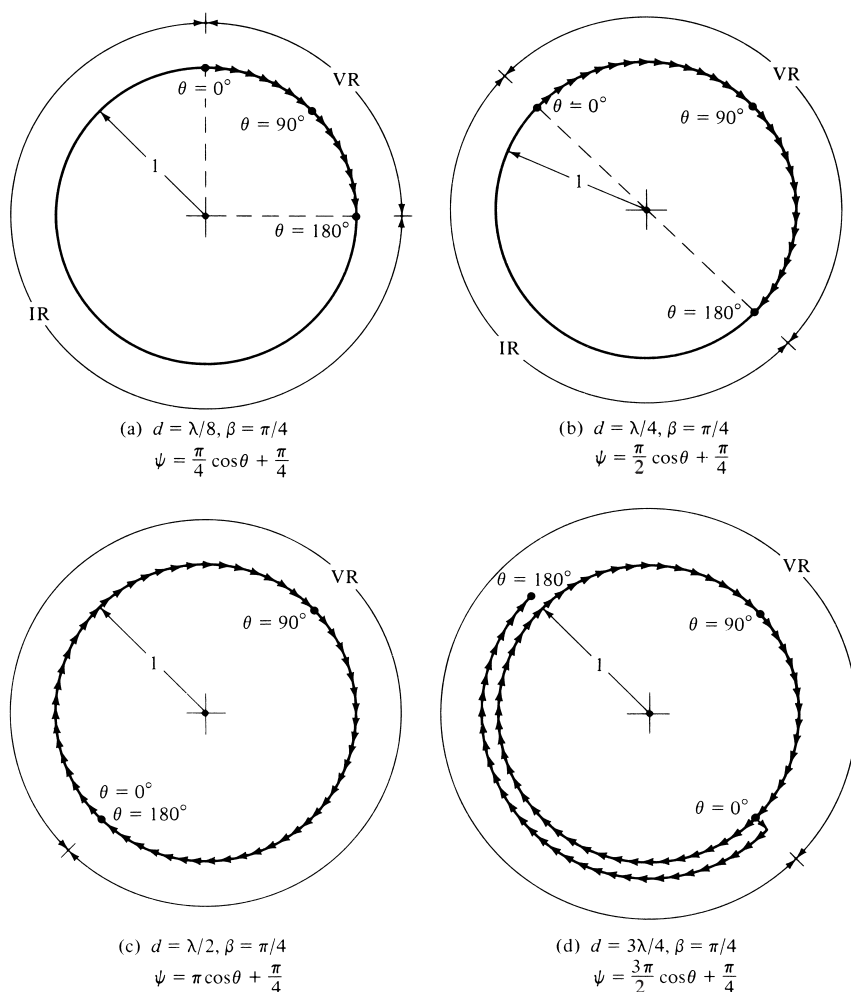 VR
θ = 0°
θ = 90°
1
θ = 180°
IR
(a) d = λ/8, β = π/4
ψ = π/4 cosθ + π/4
VR
θ = 0°
θ = 90°
1
θ = 180°
IR
(b) d = λ/4, β = π/4
ψ = π/2 cosθ + π/4
VR
θ = 90°
1
θ = 0°
θ = 180°
(c) d = λ/2, β = π/4
ψ = πcosθ + π/4
VR
θ = 180°
θ = 90°
1
θ = 0°
(d) d = 3λ/4, β = π/4
ψ = 3π/2 cosθ + π/4